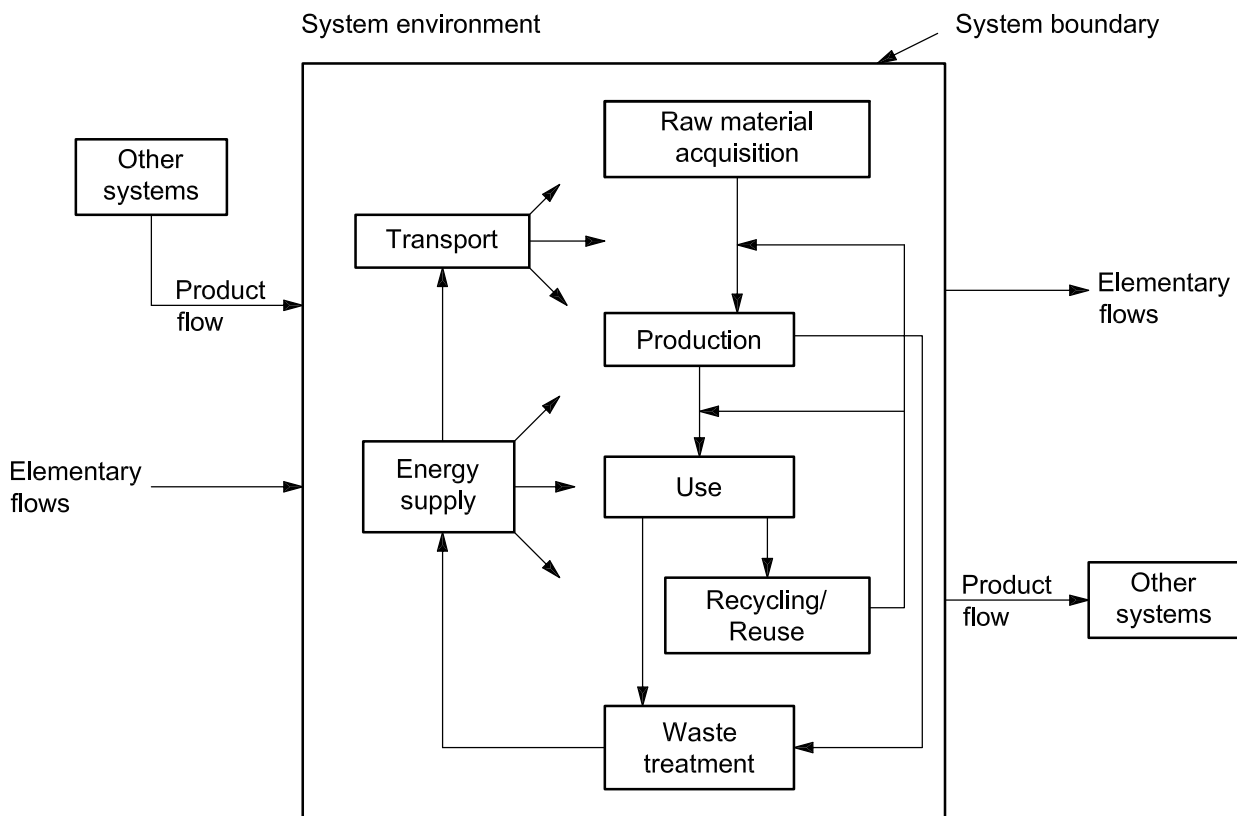 System environment
System boundary
Raw material
acquisition
Other
systems
Transport
Product
flow
Elementary
flows
Production
Elementary
flows
Energy
supply
Use
Recycling/
Reuse
Product
flow
Other
systems
Waste
treatment